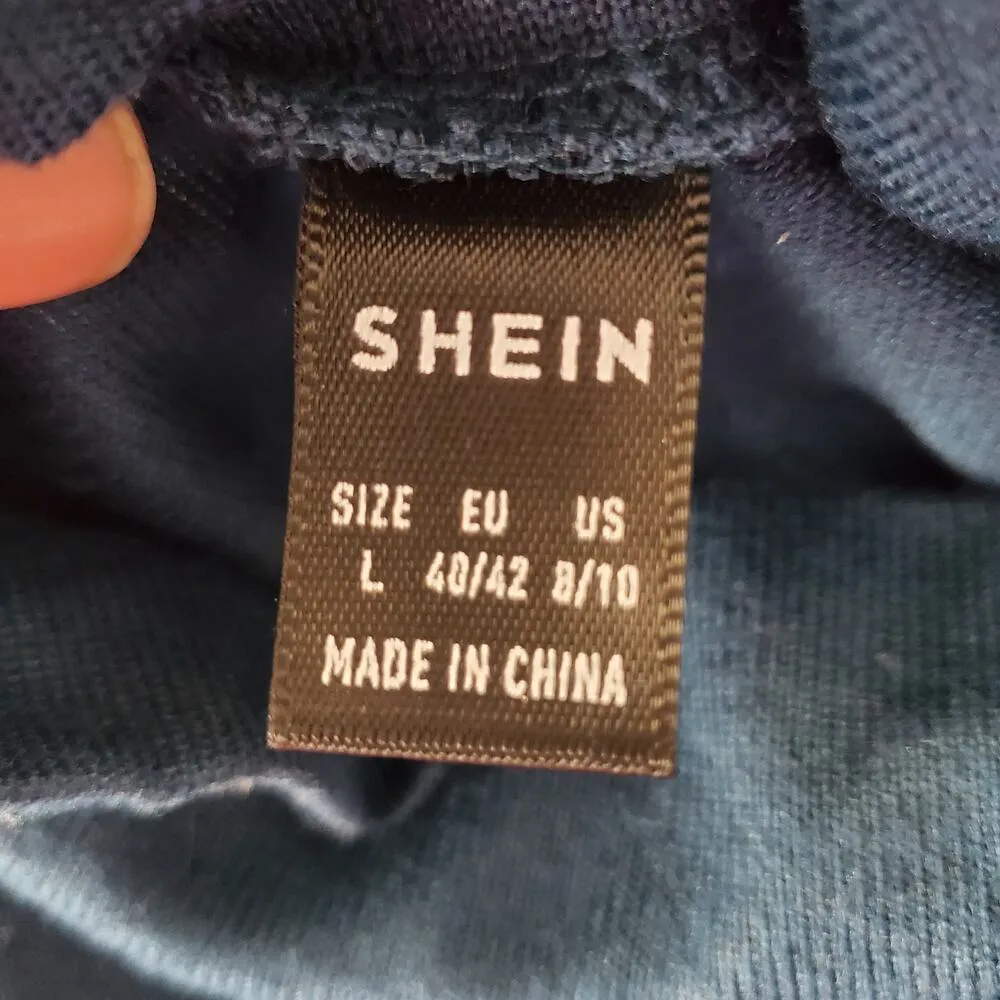 SHEIN
SIZE EU US
L 40/42 8/10
MADE IN CHINA